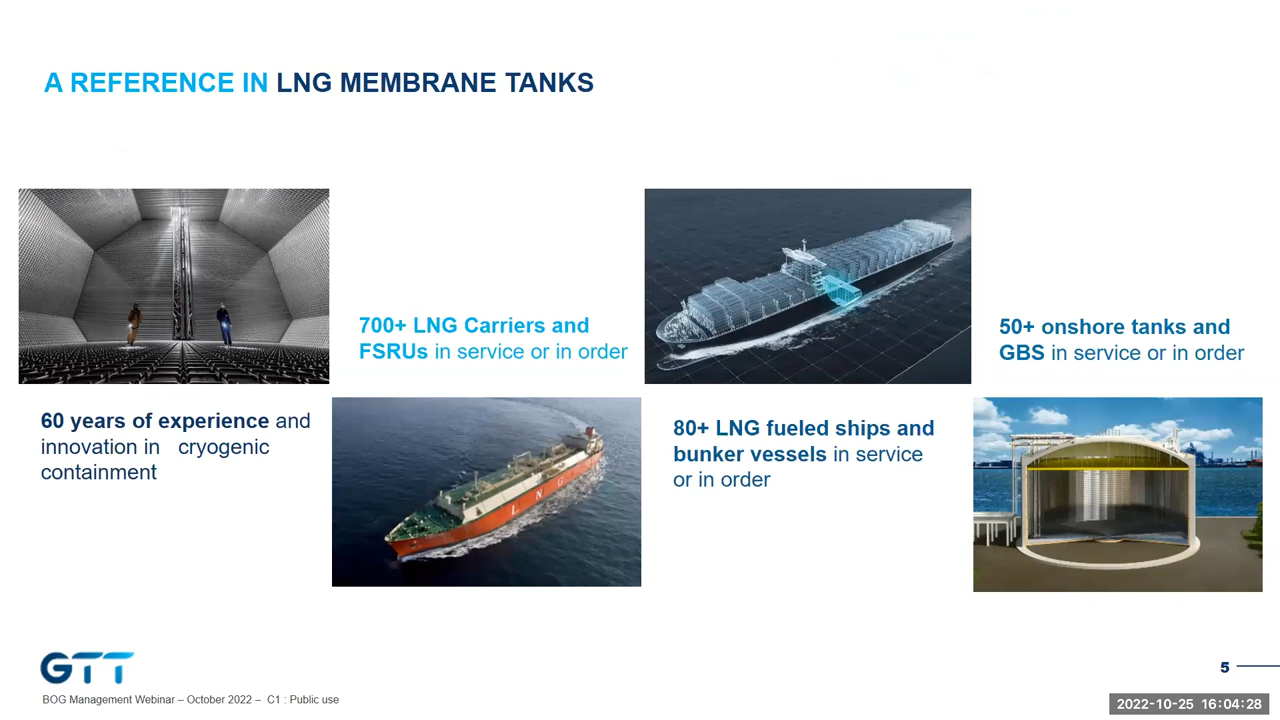 A REFERENCE IN LNG MEMBRANE TANKS
700+ LNG Carriers and
FSRUs in service or in order
50+ onshore tanks and
GBS in service or in order
60 years of experience and
innovation in cryogenic
containment
L N G
80+ LNG fueled ships and
bunker vessels in service
or in order
GTT
5
BOG Management Webinar – October 2022 – C1 : Public use
2022-10-25 16:04:28